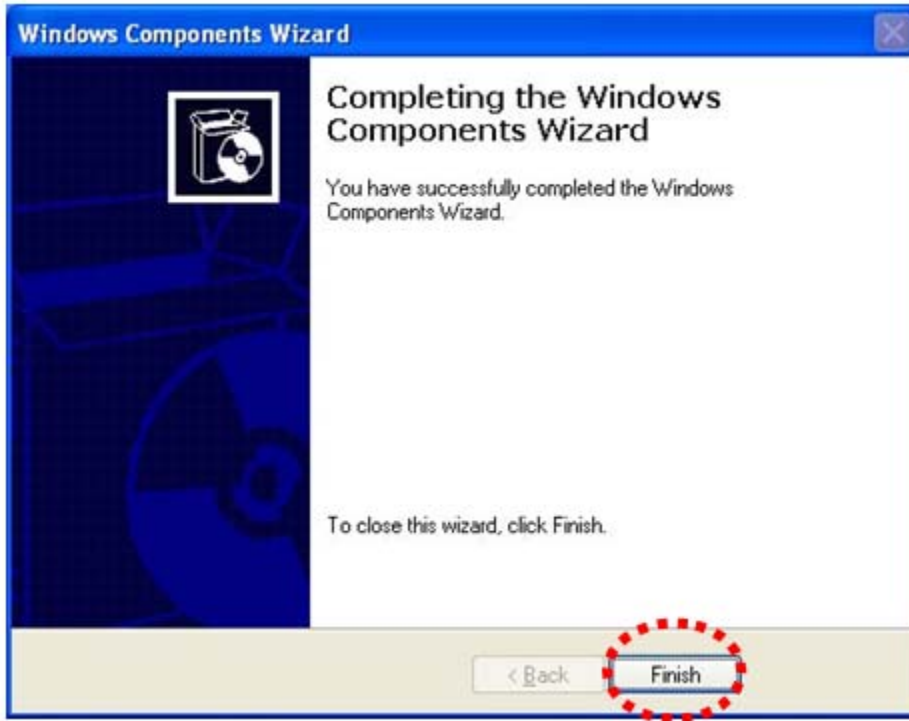 Windows Components Wizard
Completing the Windows
Components Wizard
You have successfully completed the Windows
Components Wizard.
To close this wizard, click Finish.
< Back
Finish